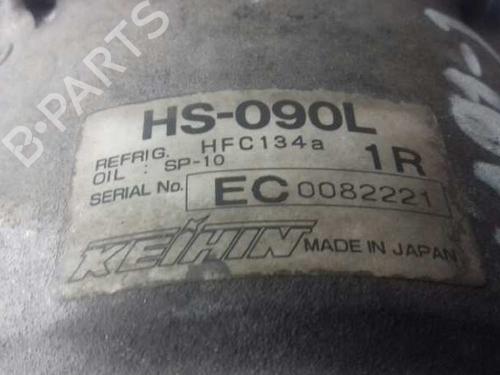 HS-090L
REFRIG. HFC134a
OIL : SP-10 1R
SERIAL No. EC 0082221
KEIHIN MADE IN JAPAN
B-PARTS